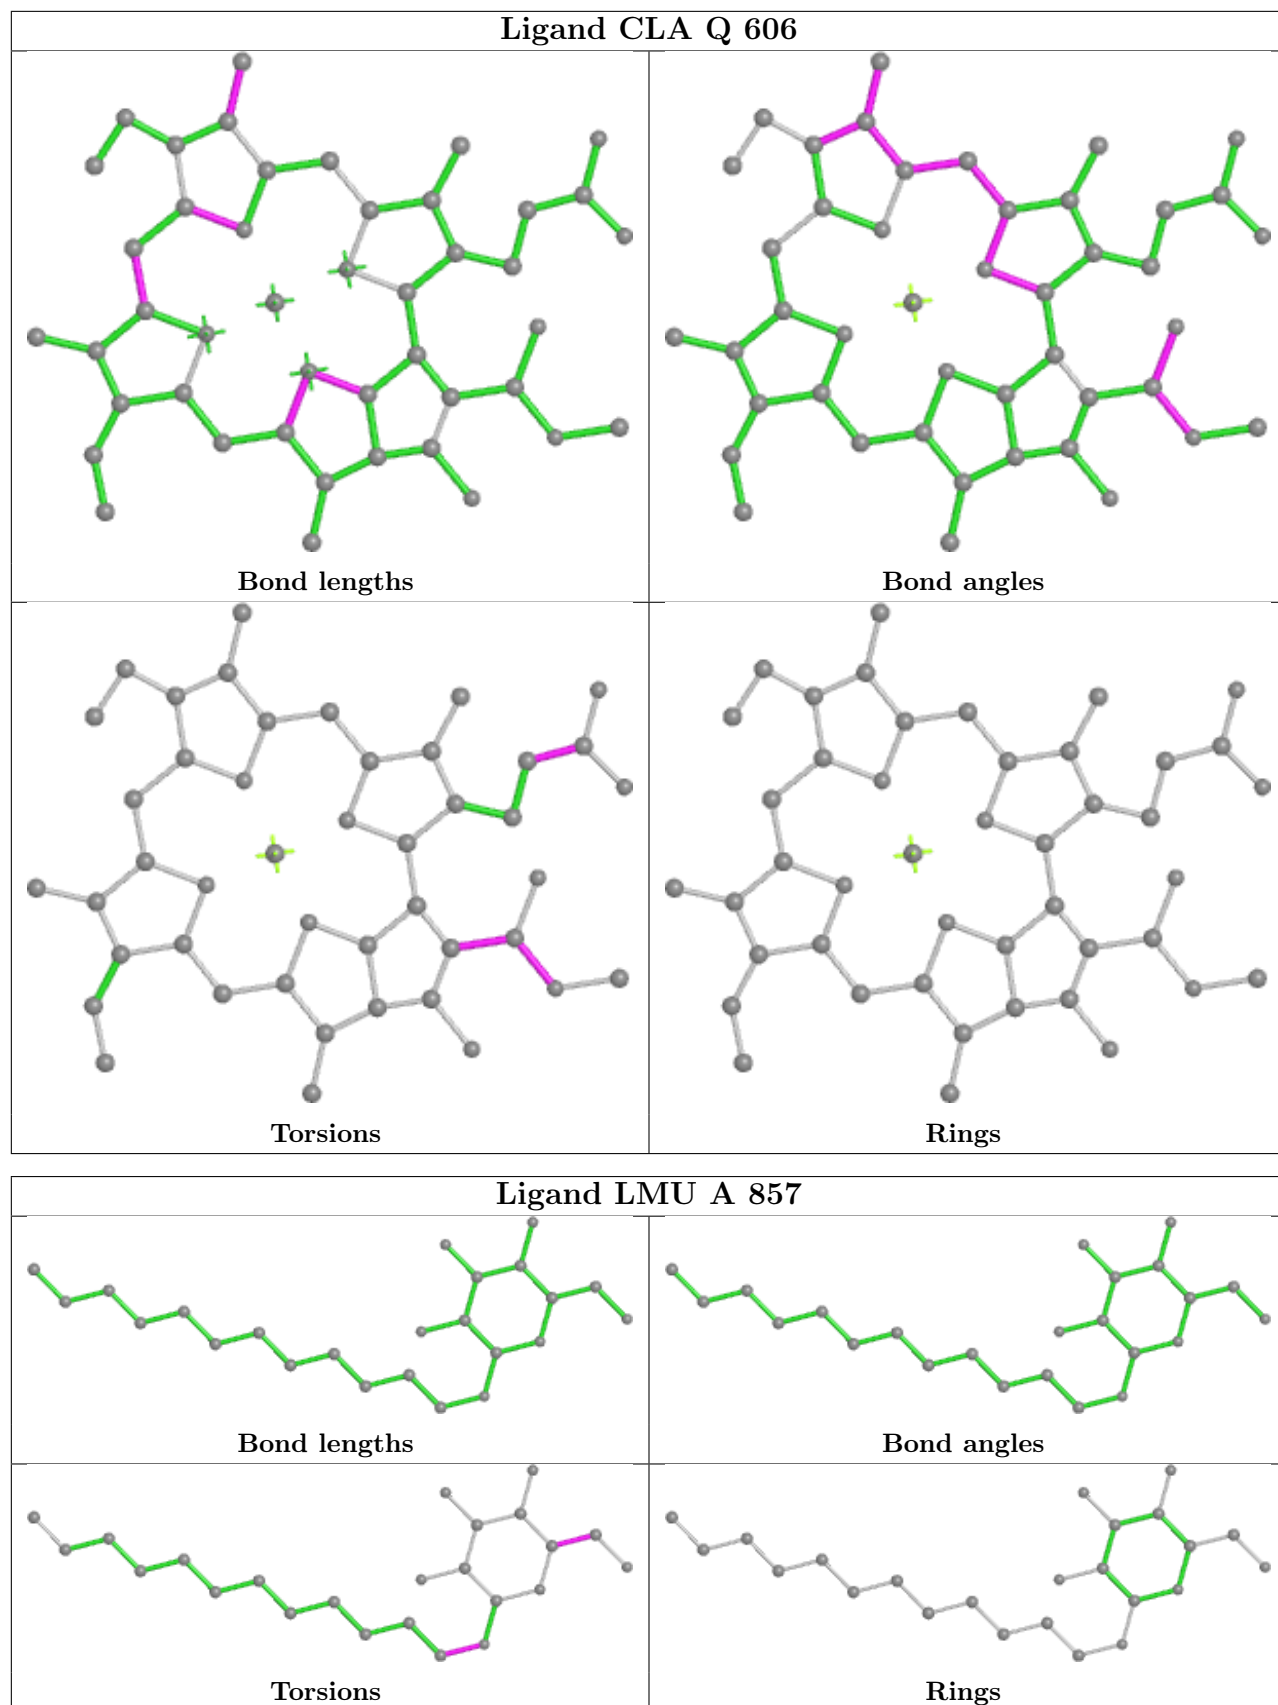 Ligand CLA Q 606
Bond lengths
Bond angles
Torsions
Rings
Ligand LMU A 857
Bond lengths
Bond angles
Torsions
Rings